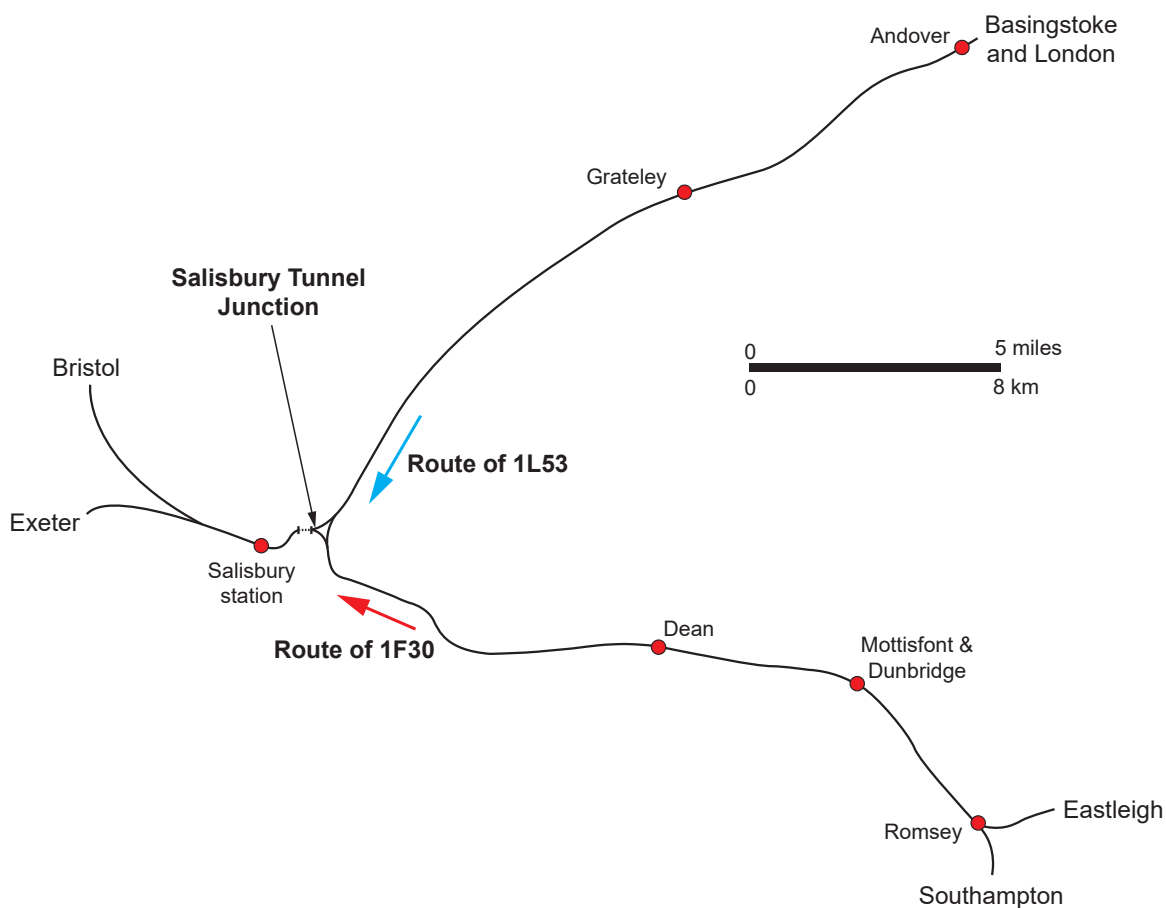 Andover
Basingstoke
and London
Grateley
Salisbury Tunnel
Junction
0
5 miles
0
8 km
Bristol
Route of 1L53
Exeter
Salisbury
station
Route of 1F30
Dean
Mottisfont &
Dunbridge
Romsey
Eastleigh
Southampton